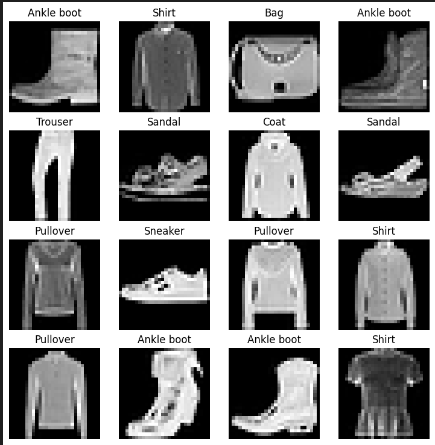 Ankle boot Shirt Bag Ankle boot
Trouser Sandal Coat Sandal
Pullover Sneaker Pullover Shirt
Pullover Ankle boot Ankle boot Shirt